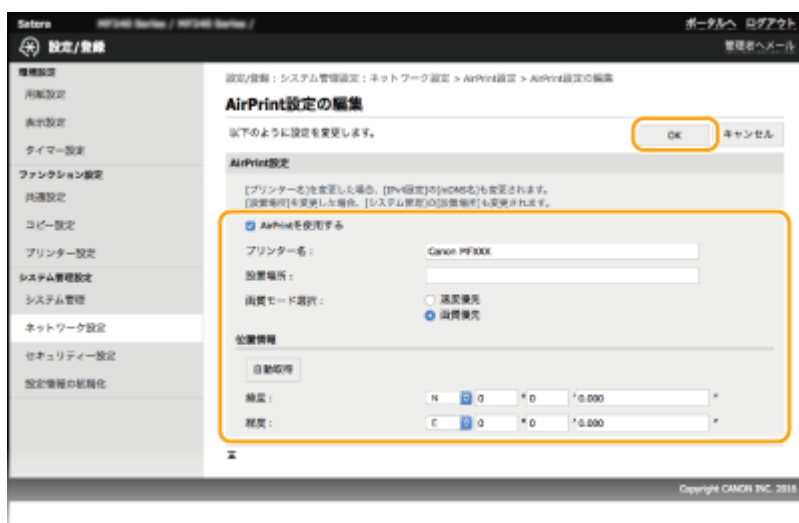 Satera MF240 Series / MF240 Series /
ポータルへ ログアウト
設定/登録
管理者へメール
環境設定
用紙設定
表示設定
タイマー設定
ファンクション設定
共通設定
コピー設定
プリンター設定
システム管理設定
システム管理
ネットワーク設定
セキュリティー設定
設定情報の初期化
設定/登録：システム管理設定：ネットワーク設定 > AirPrint設定 > AirPrint設定の編集
AirPrint設定の編集
以下のように設定を変更します。
OK キャンセル
AirPrint設定
[プリンター名]を変更した場合、[IPv4設定]の[mDNS名]も変更されます。
[設置場所]を変更した場合、[システム管理]の[設置場所]も変更されます。
AirPrintを使用する
プリンター名： Canon MFXXX
設置場所：
画質モード選択： 速度優先
画質優先
位置情報
自動取得
緯度： N 0 ° 0 ' 0.000 "
経度： E 0 ° 0 ' 0.000 "
Copyright CANON INC. 2016